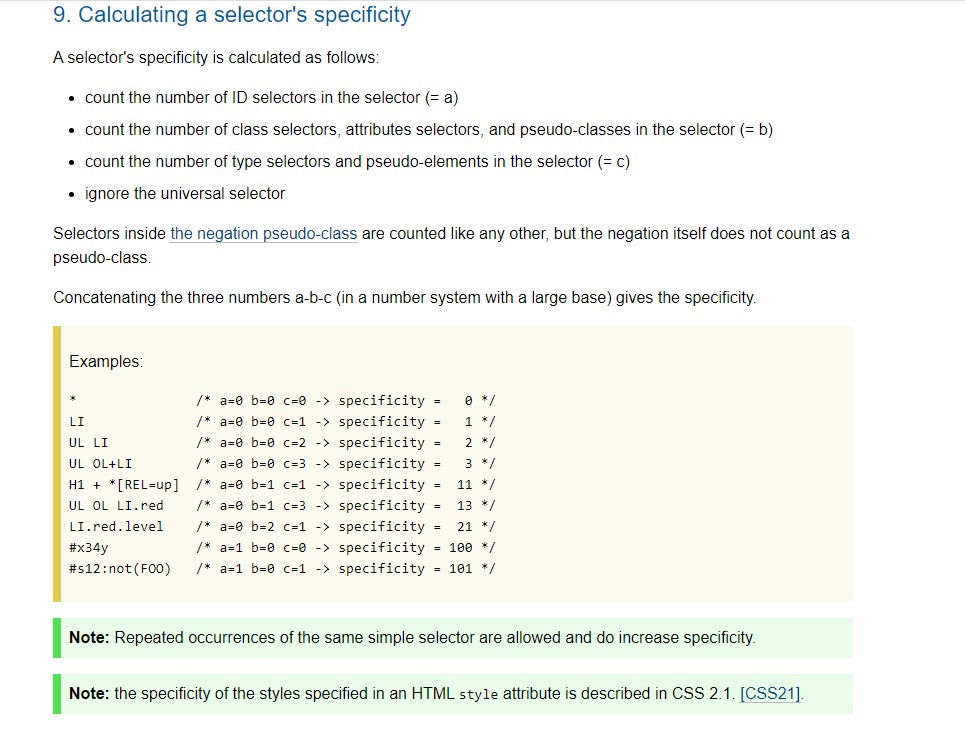 9. Calculating a selector's specificity
A selector's specificity is calculated as follows:
• count the number of ID selectors in the selector (= a)
• count the number of class selectors, attributes selectors, and pseudo-classes in the selector (= b)
• count the number of type selectors and pseudo-elements in the selector (= c)
• ignore the universal selector
Selectors inside the negation pseudo-class are counted like any other, but the negation itself does not count as a
pseudo-class.
Concatenating the three numbers a-b-c (in a number system with a large base) gives the specificity.
Examples:
*               /* a=0 b=0 c=0 -> specificity =   0 */
LI              /* a=0 b=0 c=1 -> specificity =   1 */
UL LI           /* a=0 b=0 c=2 -> specificity =   2 */
UL OL+LI        /* a=0 b=0 c=3 -> specificity =   3 */
H1 + *[REL=up]  /* a=0 b=1 c=1 -> specificity =  11 */
UL OL LI.red    /* a=0 b=1 c=3 -> specificity =  13 */
LI.red.level    /* a=0 b=2 c=1 -> specificity =  21 */
#x34y           /* a=1 b=0 c=0 -> specificity = 100 */
#s12:not(FOO)   /* a=1 b=0 c=1 -> specificity = 101 */
Note: Repeated occurrences of the same simple selector are allowed and do increase specificity.
Note: the specificity of the styles specified in an HTML style attribute is described in CSS 2.1. [CSS21].